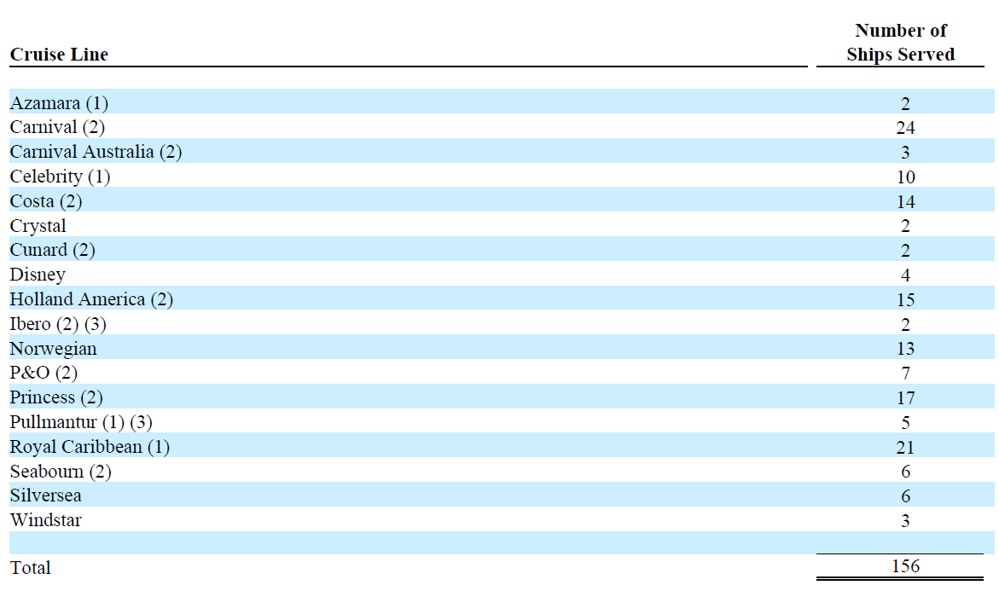 Number of
Cruise Line Ships Served
Azamara (1) 2
Carnival (2) 24
Carnival Australia (2) 3
Celebrity (1) 10
Costa (2) 14
Crystal 2
Cunard (2) 2
Disney 4
Holland America (2) 15
Ibero (2) (3) 2
Norwegian 13
P&O (2) 7
Princess (2) 17
Pullmantur (1) (3) 5
Royal Caribbean (1) 21
Seabourn (2) 6
Silversea 6
Windstar 3
Total 156